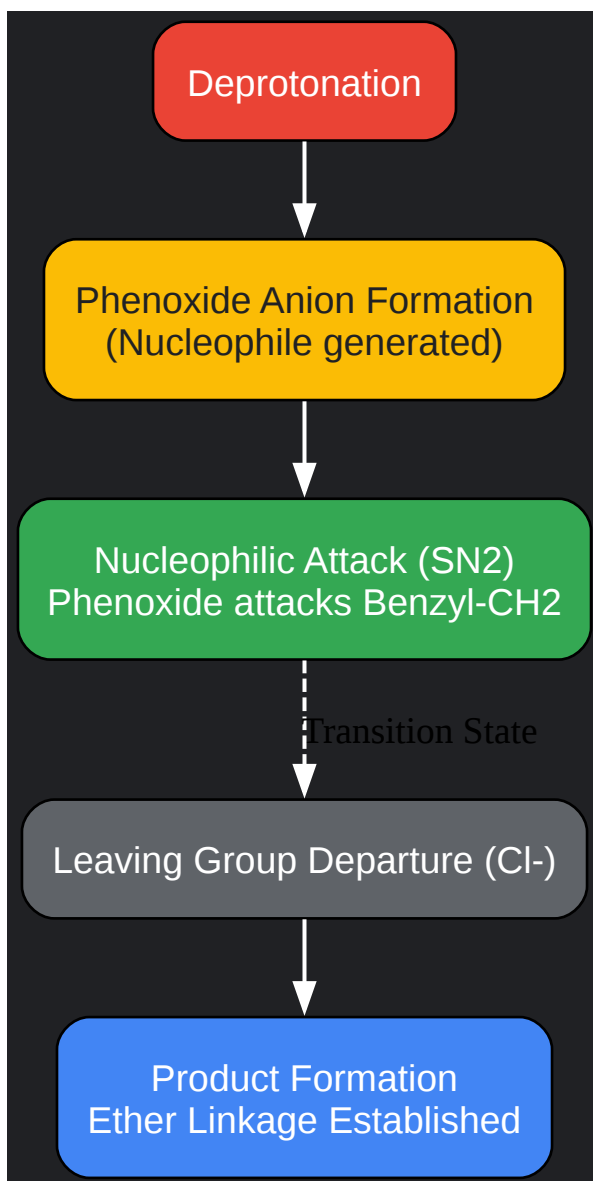 Deprotonation
Phenoxide Anion Formation
(Nucleophile generated)
Nucleophilic Attack (SN2)
Phenoxide attacks Benzyl-CH2
Transition State
Leaving Group Departure (Cl-)
Product Formation
Ether Linkage Established